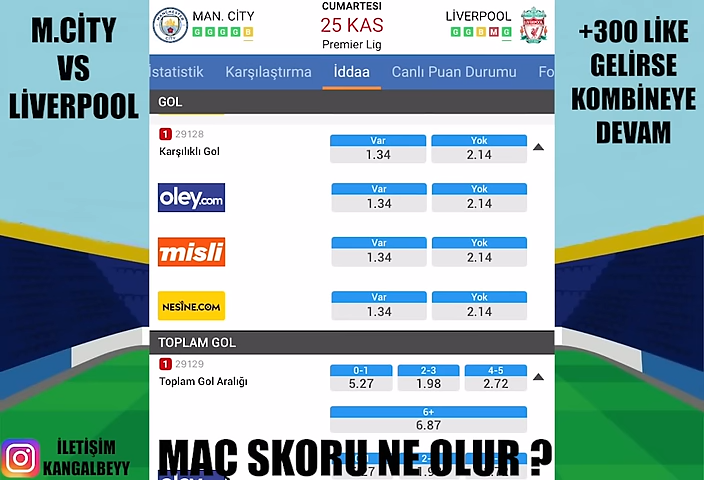 M.CİTY
VS
LİVERPOOL
MAN. CITY
G G G G B
CUMARTESİ
25 KAS
Premier Lig
LİVERPOOL
G G B M G
+300 LİKE
GELİRSE
KOMBİNEYE
DEVAM
İstatistik Karşılaştırma İddaa Canlı Puan Durumu Fo
GOL
1 29128
Karşılıklı Gol
Var Yok
1.34 2.14
oley.com
Var Yok
1.34 2.14
misli
Var Yok
1.34 2.14
NESİNE.COM
Var Yok
1.34 2.14
TOPLAM GOL
1 29129
Toplam Gol Aralığı
0-1 2-3 4-5
5.27 1.98 2.72
6+
6.87
İLETİŞİM
KANGALBEYY
MAÇ SKORU NE OLUR ?